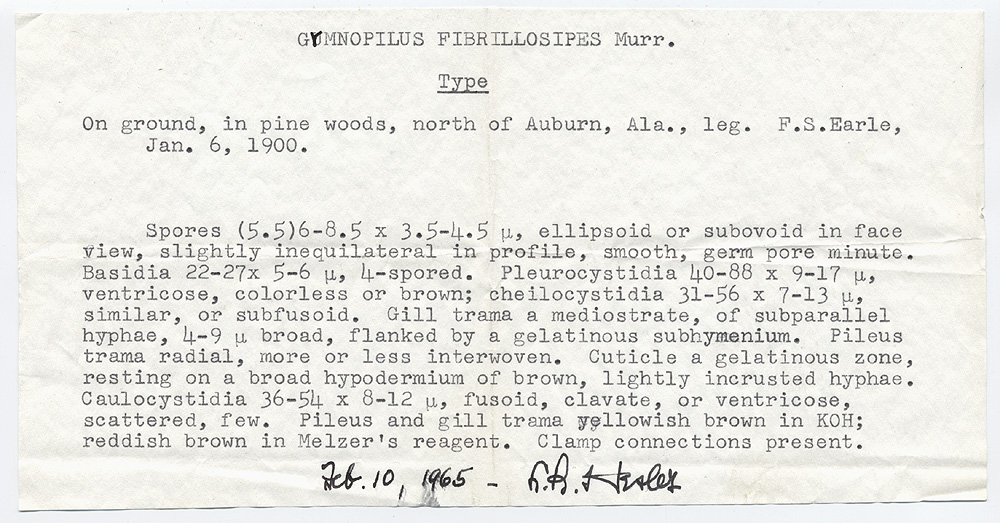 GYMNOPILUS FIBRILLOSIPES Murr.
Type
On ground, in pine woods, north of Auburn, Ala., leg. F.S.Earle,
Jan. 6, 1900.
Spores (5.5)6-8.5 x 3.5-4.5 µ, ellipsoid or subovoid in face
view, slightly inequilateral in profile, smooth, germ pore minute.
Basidia 22-27x 5-6 µ, 4-spored. Pleurocystidia 40-88 x 9-17 µ,
ventricose, colorless or brown; cheilocystidia 31-56 x 7-13 µ,
similar, or subfusoid. Gill trama a mediostrate, of subparallel
hyphae, 4-9 µ broad, flanked by a gelatinous subhymenium. Pileus
trama radial, more or less interwoven. Cuticle a gelatinous zone,
resting on a broad hypodermium of brown, lightly incrusted hyphae.
Caulocystidia 36-54 x 8-12 µ, fusoid, clavate, or ventricose,
scattered, few. Pileus and gill trama yellowish brown in KOH;
reddish brown in Melzer's reagent. Clamp connections present.
Feb. 10, 1965 - L.R. Hesler